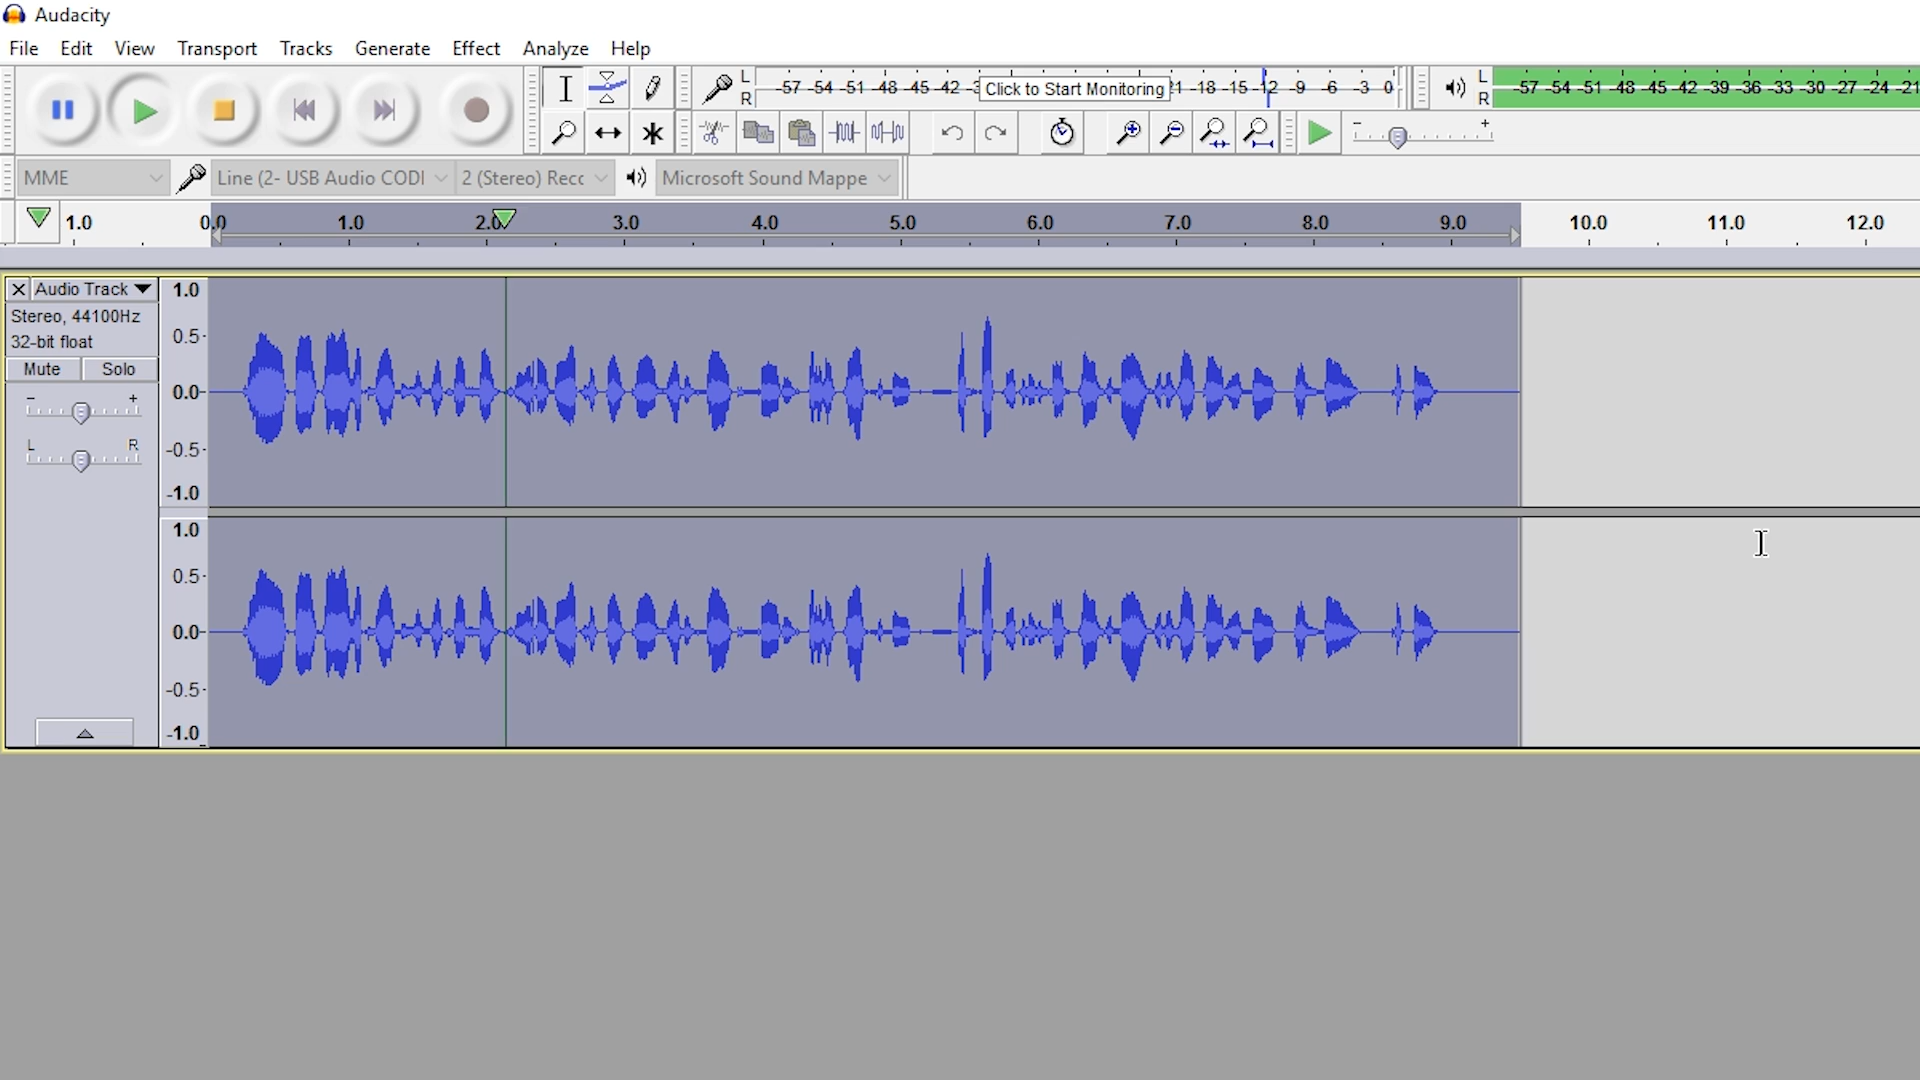 Audacity
File Edit View Transport Tracks Generate Effect Analyze Help
L
R
-57 -54 -51 -48 -45 -42 Click to Start Monitoring -18 -15 -12 -9 -6 -3 0
L
R
-57 -54 -51 -48 -45 -42 -39 -36 -33 -30 -27 -24 -21
- +
MME Line (2- USB Audio CODI 2 (Stereo) Recc Microsoft Sound Mappe
1.0 0.0 1.0 2.0 3.0 4.0 5.0 6.0 7.0 8.0 9.0 10.0 11.0 12.0
Audio Track
Stereo, 44100Hz
32-bit float
Mute Solo
- +
L R
1.0
0.5
0.0
-0.5
-1.0
1.0
0.5
0.0
-0.5
-1.0